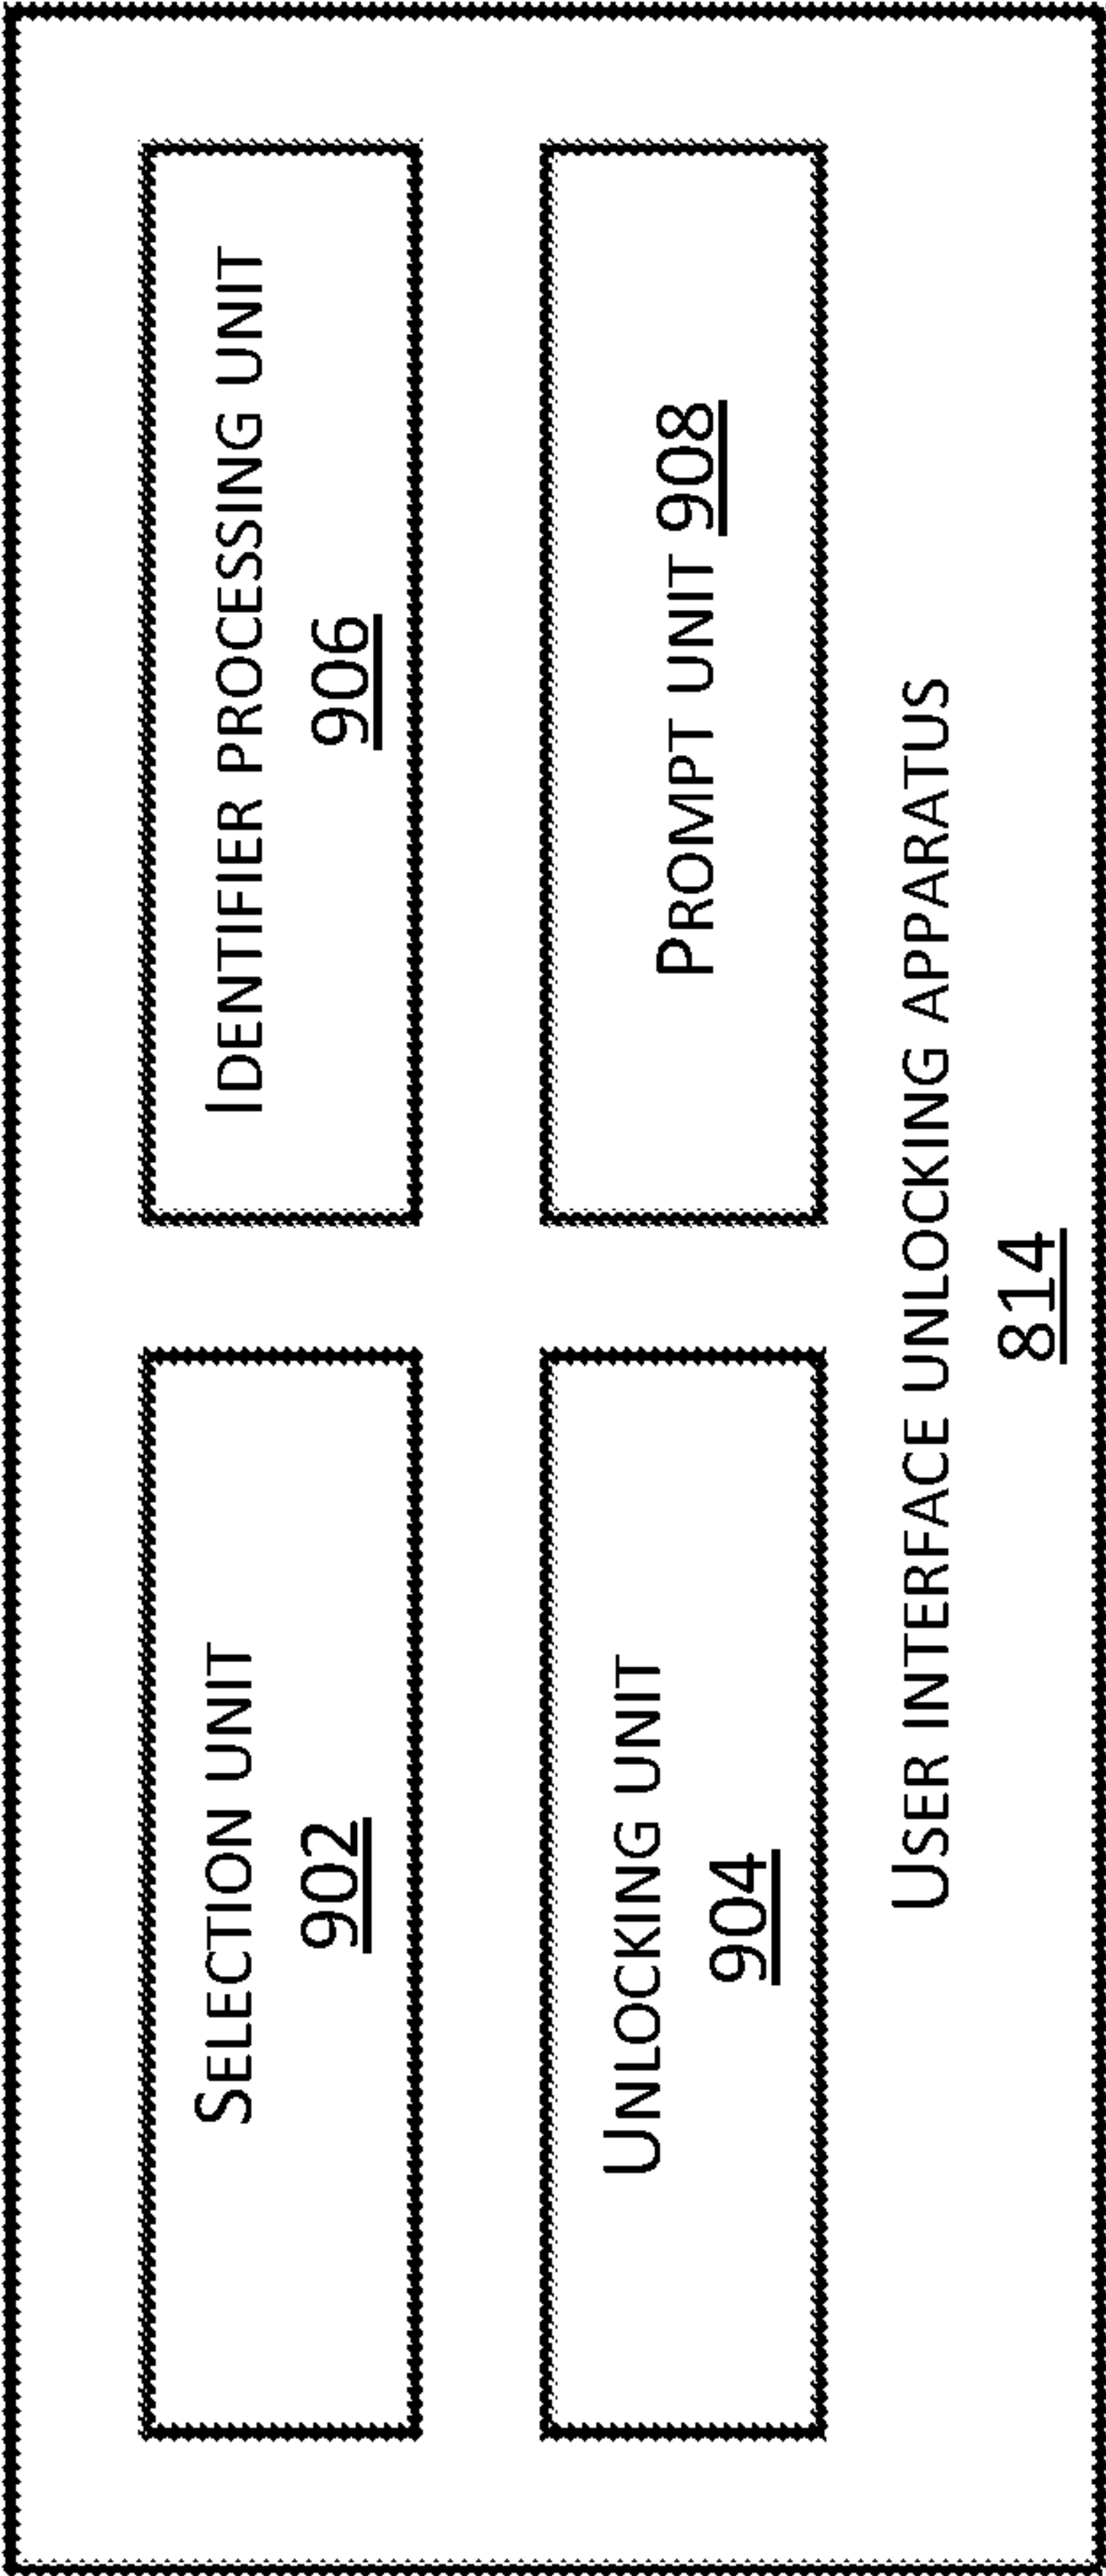 SELECTION UNIT
902
IDENTIFIER PROCESSING UNIT
906
UNLOCKING UNIT
904
PROMPT UNIT 908
USER INTERFACE UNLOCKING APPARATUS
814